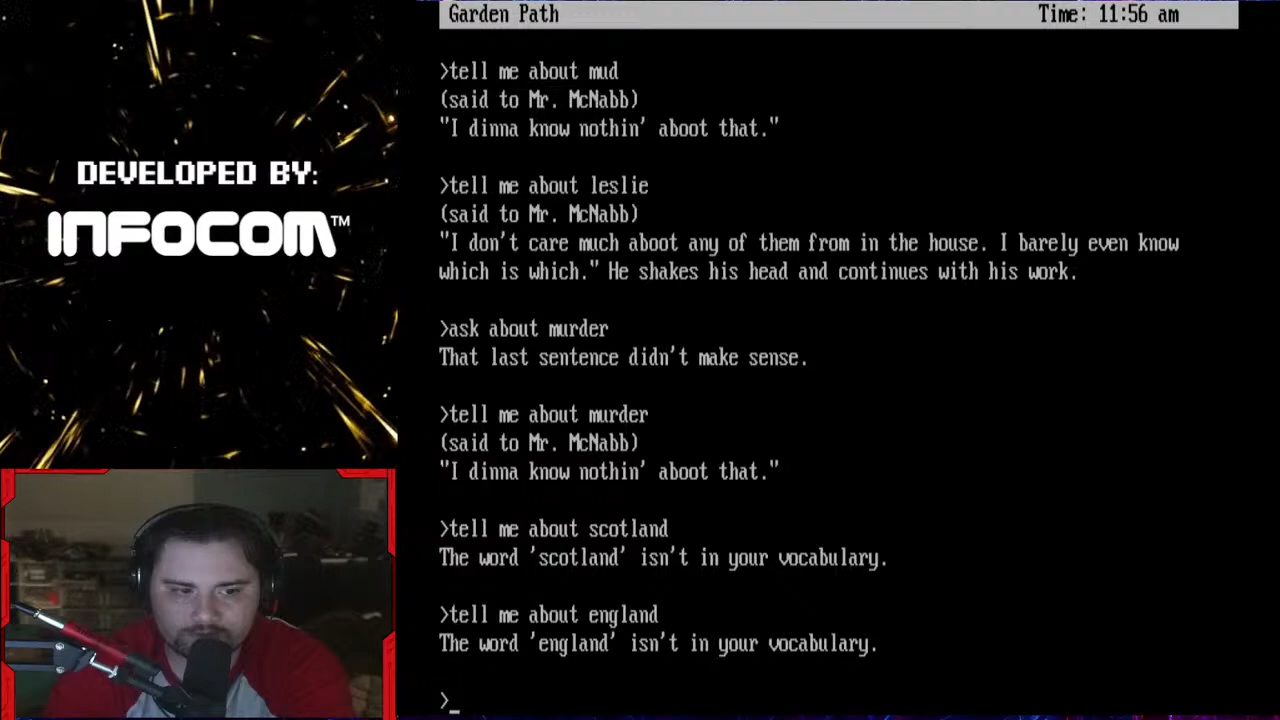 DEVELOPED BY:
INFOCOM™
Garden Path Time: 11:56 am
>tell me about mud
(said to Mr. McNabb)
"I dinna know nothin' aboot that."
>tell me about leslie
(said to Mr. McNabb)
"I don't care much aboot any of them from in the house. I barely even know
which is which." He shakes his head and continues with his work.
>ask about murder
That last sentence didn't make sense.
>tell me about murder
(said to Mr. McNabb)
"I dinna know nothin' aboot that."
>tell me about scotland
The word 'scotland' isn't in your vocabulary.
>tell me about england
The word 'england' isn't in your vocabulary.
>_